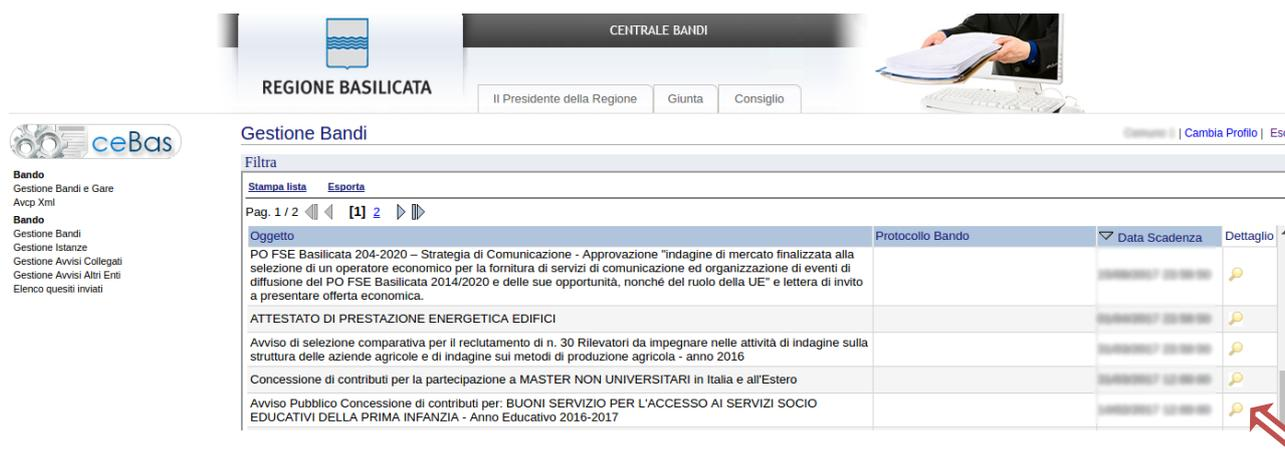 CENTRALE BANDI
REGIONE BASILICATA
Il Presidente della Regione
Giunta
Consiglio
ceBas
Gestione Bandi
| Cambia Profilo |
Filtra
Bando
Gestione Bandi e Gare
Avcp Xml
Bando
Gestione Bandi
Gestione Istanze
Gestione Avvisi Collegati
Gestione Avvisi Altri Enti
Elenco quesiti inviati
Stampa lista Esporta
Pag. 1 / 2 [1] 2
Oggetto Protocollo Bando Data Scadenza Dettaglio
PO FSE Basilicata 204-2020 – Strategia di Comunicazione - Approvazione "indagine di mercato finalizzata alla
selezione di un operatore economico per la fornitura di servizi di comunicazione ed organizzazione di eventi di
diffusione del PO FSE Basilicata 2014/2020 e delle sue opportunità, nonché del ruolo della UE" e lettera di invito
a presentare offerta economica.
ATTESTATO DI PRESTAZIONE ENERGETICA EDIFICI
Avviso di selezione comparativa per il reclutamento di n. 30 Rilevatori da impegnare nelle attività di indagine sulla
struttura delle aziende agricole e di indagine sui metodi di produzione agricola - anno 2016
Concessione di contributi per la partecipazione a MASTER NON UNIVERSITARI in Italia e all'Estero
Avviso Pubblico Concessione di contributi per: BUONI SERVIZIO PER L'ACCESSO AI SERVIZI SOCIO
EDUCATIVI DELLA PRIMA INFANZIA - Anno Educativo 2016-2017